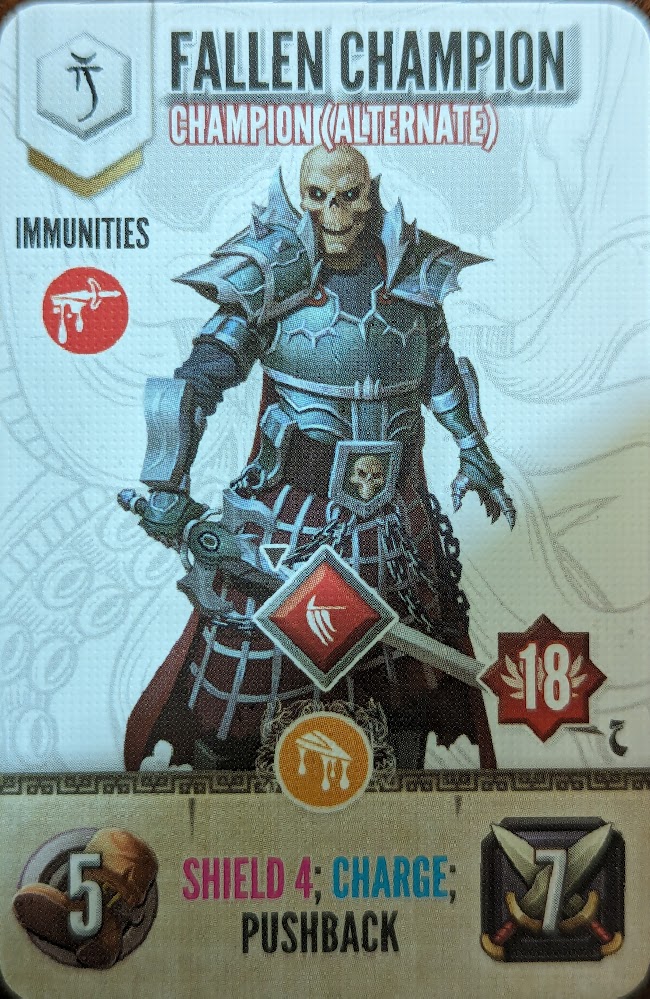 FALLEN CHAMPION
CHAMPION (ALTERNATE)
IMMUNITIES
18
5
SHIELD 4; CHARGE;
PUSHBACK
7